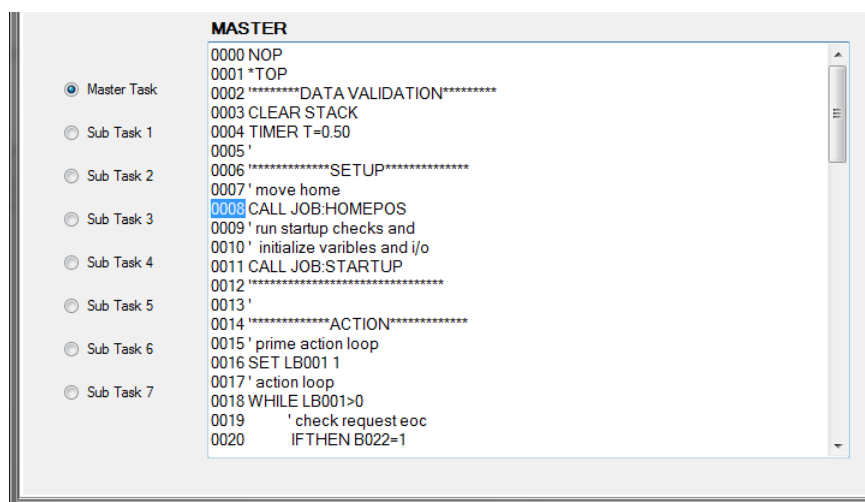 MASTER
Master Task
Sub Task 1
Sub Task 2
Sub Task 3
Sub Task 4
Sub Task 5
Sub Task 6
Sub Task 7
0000 NOP
0001 *TOP
0002 '********DATA VALIDATION*********
0003 CLEAR STACK
0004 TIMER T=0.50
0005 '
0006 '*************SETUP**************
0007 ' move home
0008 CALL JOB:HOMEPOS
0009 ' run startup checks and
0010 '  initialize varibles and i/o
0011 CALL JOB:STARTUP
0012 '********************************
0013 '
0014 '*************ACTION*************
0015 ' prime action loop
0016 SET LB001 1
0017 ' action loop
0018 WHILE LB001>0
0019 ' check request eoc
0020 IFTHEN B022=1